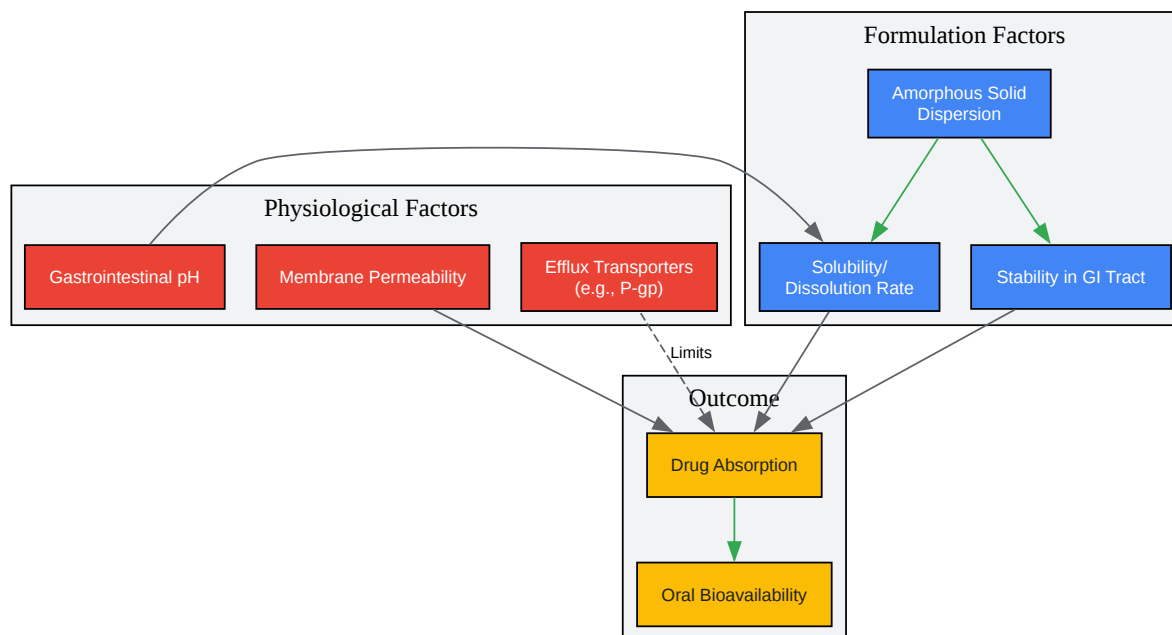 Formulation Factors
Amorphous Solid
Dispersion
Physiological Factors
Gastrointestinal pH
Membrane Permeability
Efflux Transporters
(e.g., P-gp)
Solubility/
Dissolution Rate
Stability in GI Tract
Limits
Outcome
Drug Absorption
Oral Bioavailability